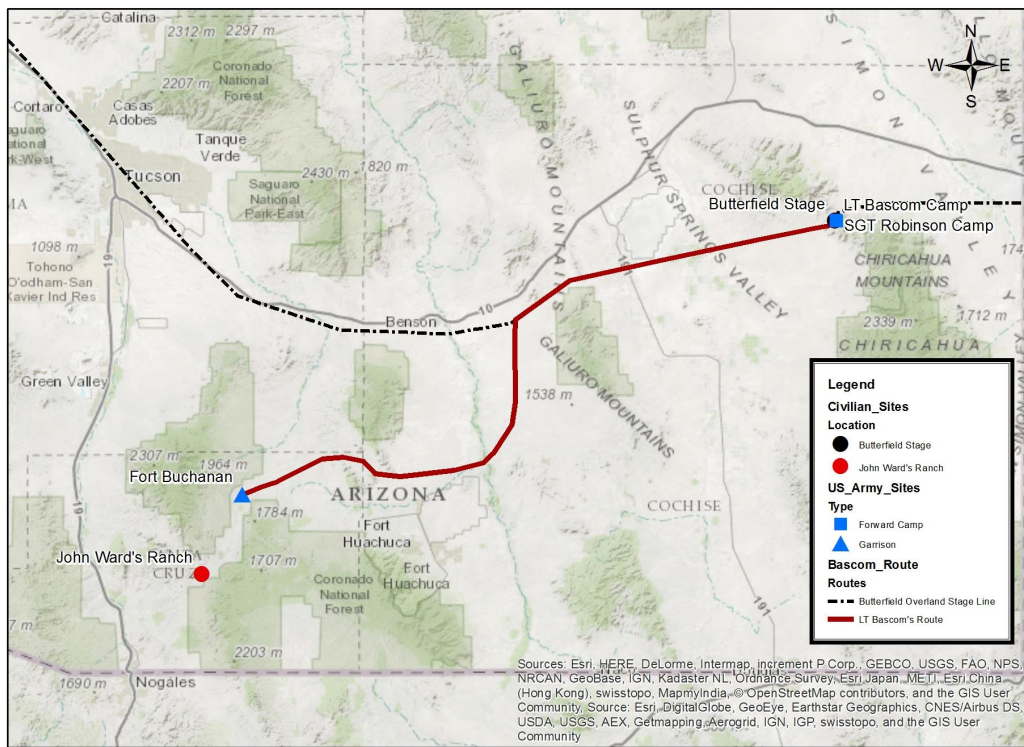 Catalina
2312 m
2297 m
Coronado
National
Forest
2207 m
Cortaro
Casas
Adobes
Tanque
Verde
Tucson
Saguaro
National
Park-East
2430 m
1820 m
GALIURO MOUNTAINS
SULPHUR SPRINGS VALLEY
SIMON VALLEY
N
W
E
S
COCHISE
Butterfield Stage
LT Bascom Camp
SGT Robinson Camp
CHIRICAHUA
MOUNTAINS
2339 m
1712 m
CHIRICAHUA
1098 m
Tohono
O'odham-San
Xavier Ind Res
19
10
191
Benson
Green Valley
GALIURO MOUNTAINS
1538 m
2307 m
1964 m
Fort Buchanan
1784 m
ARIZONA
Fort
Huachuca
COCHISE
John Ward's Ranch
CRUZ
1707 m
Coronado
National
Forest
Fort
Huachuca
19
191
2203 m
1690 m
Nogales
Legend
Civilian_Sites
Location
Butterfield Stage
John Ward's Ranch
US_Army_Sites
Type
Forward Camp
Garrison
Bascom_Route
Routes
Butterfield Overland Stage Line
LT Bascom's Route
Sources: Esri, HERE, DeLorme, Intermap, increment P Corp., GEBCO, USGS, FAO, NPS,
NRCAN, GeoBase, IGN, Kadaster NL, Ordnance Survey, Esri Japan, METI, Esri China
(Hong Kong), swisstopo, MapmyIndia, © OpenStreetMap contributors, and the GIS User
Community, Source: Esri, DigitalGlobe, GeoEye, Earthstar Geographics, CNES/Airbus DS,
USDA, USGS, AEX, Getmapping, Aerogrid, IGN, IGP, swisstopo, and the GIS User
Community